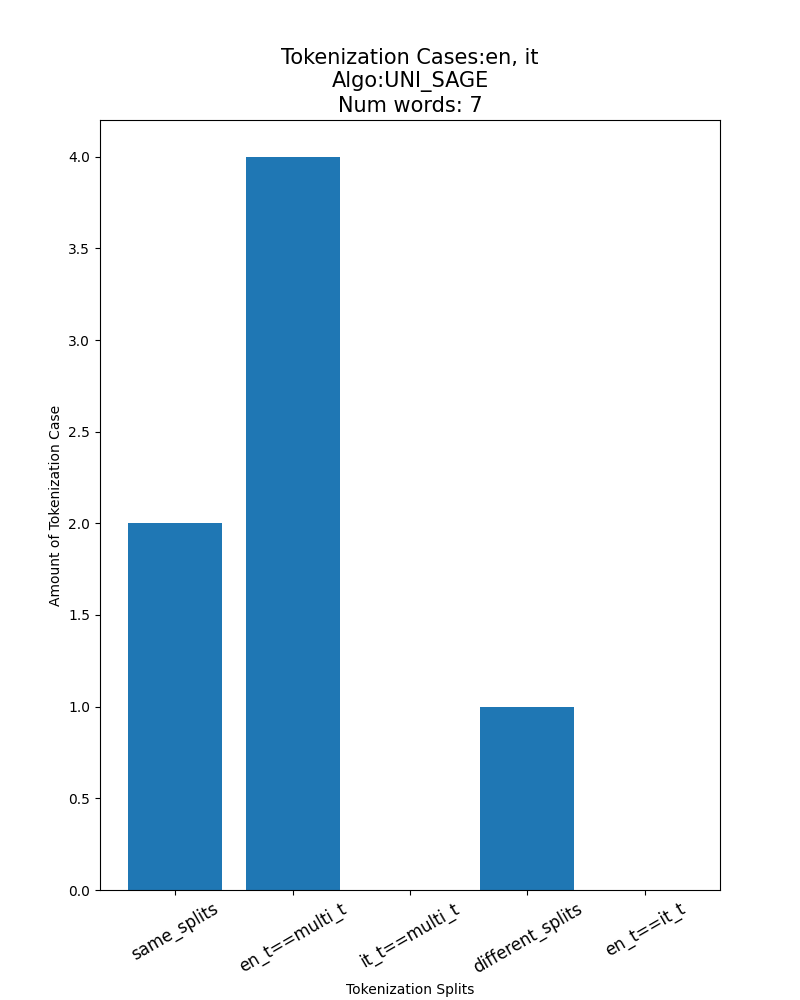 Tokenization Cases:en, it
Algo:UNI_SAGE
Num words: 7
4.0
3.5
3.0
2.5
2.0
1.5
1.0
0.5
0.0
Amount of Tokenization Case
same_splits
en_t==multi_t
it_t==multi_t
different_splits
en_t==it_t
Tokenization Splits